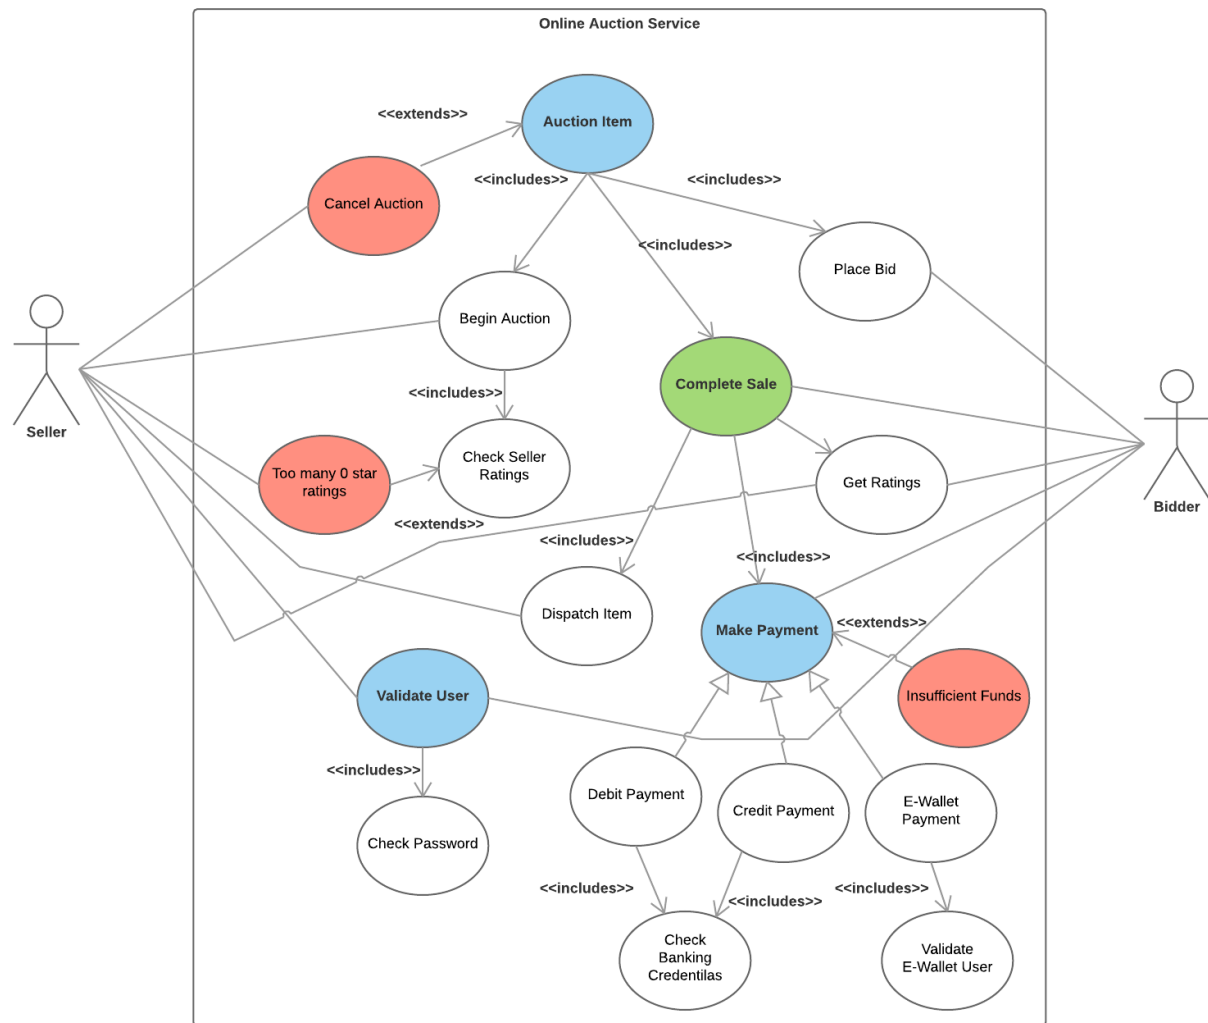 Online Auction Service
<<extends>>
Auction Item
<<includes>>
<<includes>>
Cancel Auction
<<includes>>
Place Bid
Begin Auction
Complete Sale
<<includes>>
Seller
Check Seller
Ratings
Too many 0 star
ratings
Get Ratings
Bidder
<<extends>>
<<includes>>
<<includes>>
Dispatch Item
Make Payment
<<extends>>
Validate User
Insufficient Funds
<<includes>>
Debit Payment
Credit Payment
E-Wallet
Payment
Check Password
<<includes>>
<<includes>>
<<includes>>
Check
Banking
Credentilas
Validate
E-Wallet User